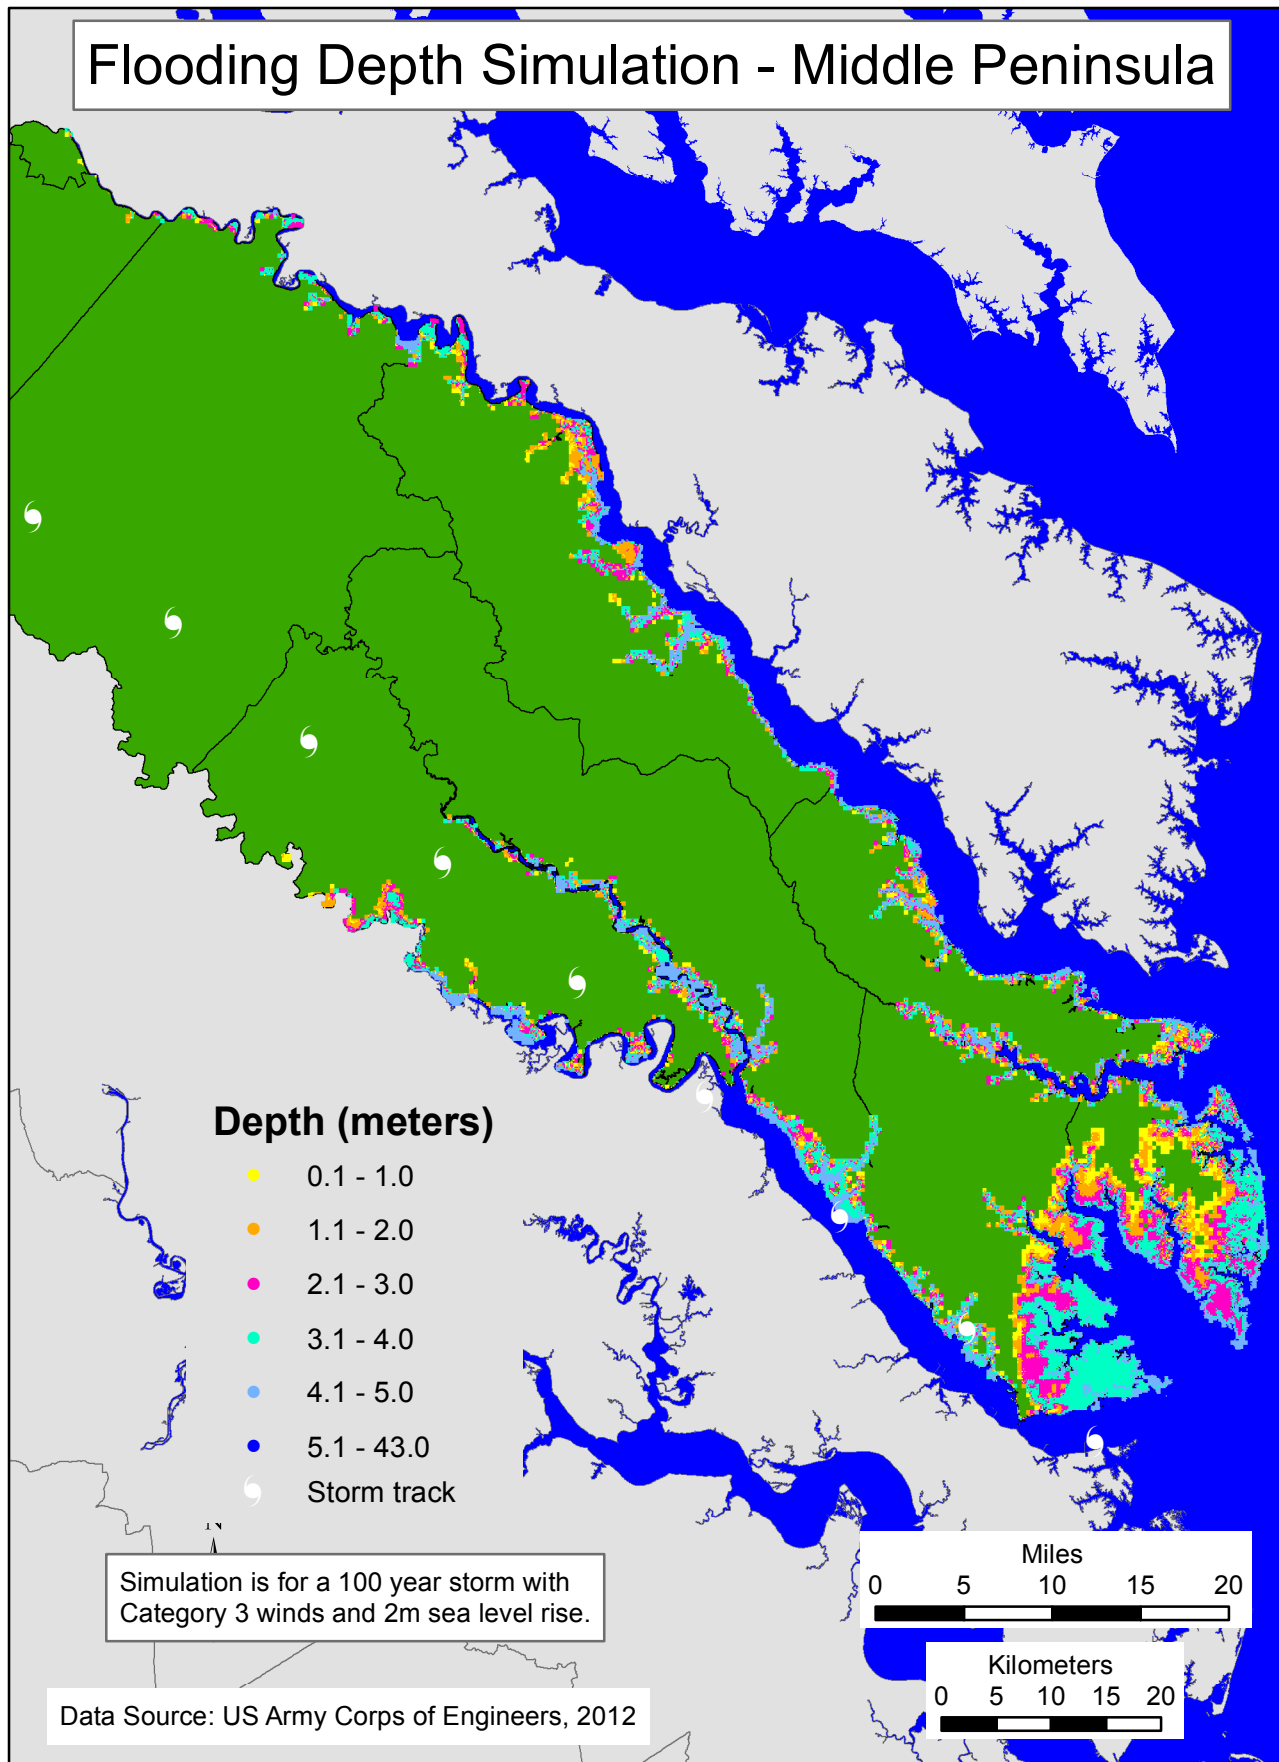 Flooding Depth Simulation - Middle Peninsula
Depth (meters)
0.1 - 1.0
1.1 - 2.0
2.1 - 3.0
3.1 - 4.0
4.1 - 5.0
5.1 - 43.0
Storm track
N
Simulation is for a 100 year storm with
Category 3 winds and 2m sea level rise.
Data Source: US Army Corps of Engineers, 2012
Miles
0 5 10 15 20
Kilometers
0 5 10 15 20